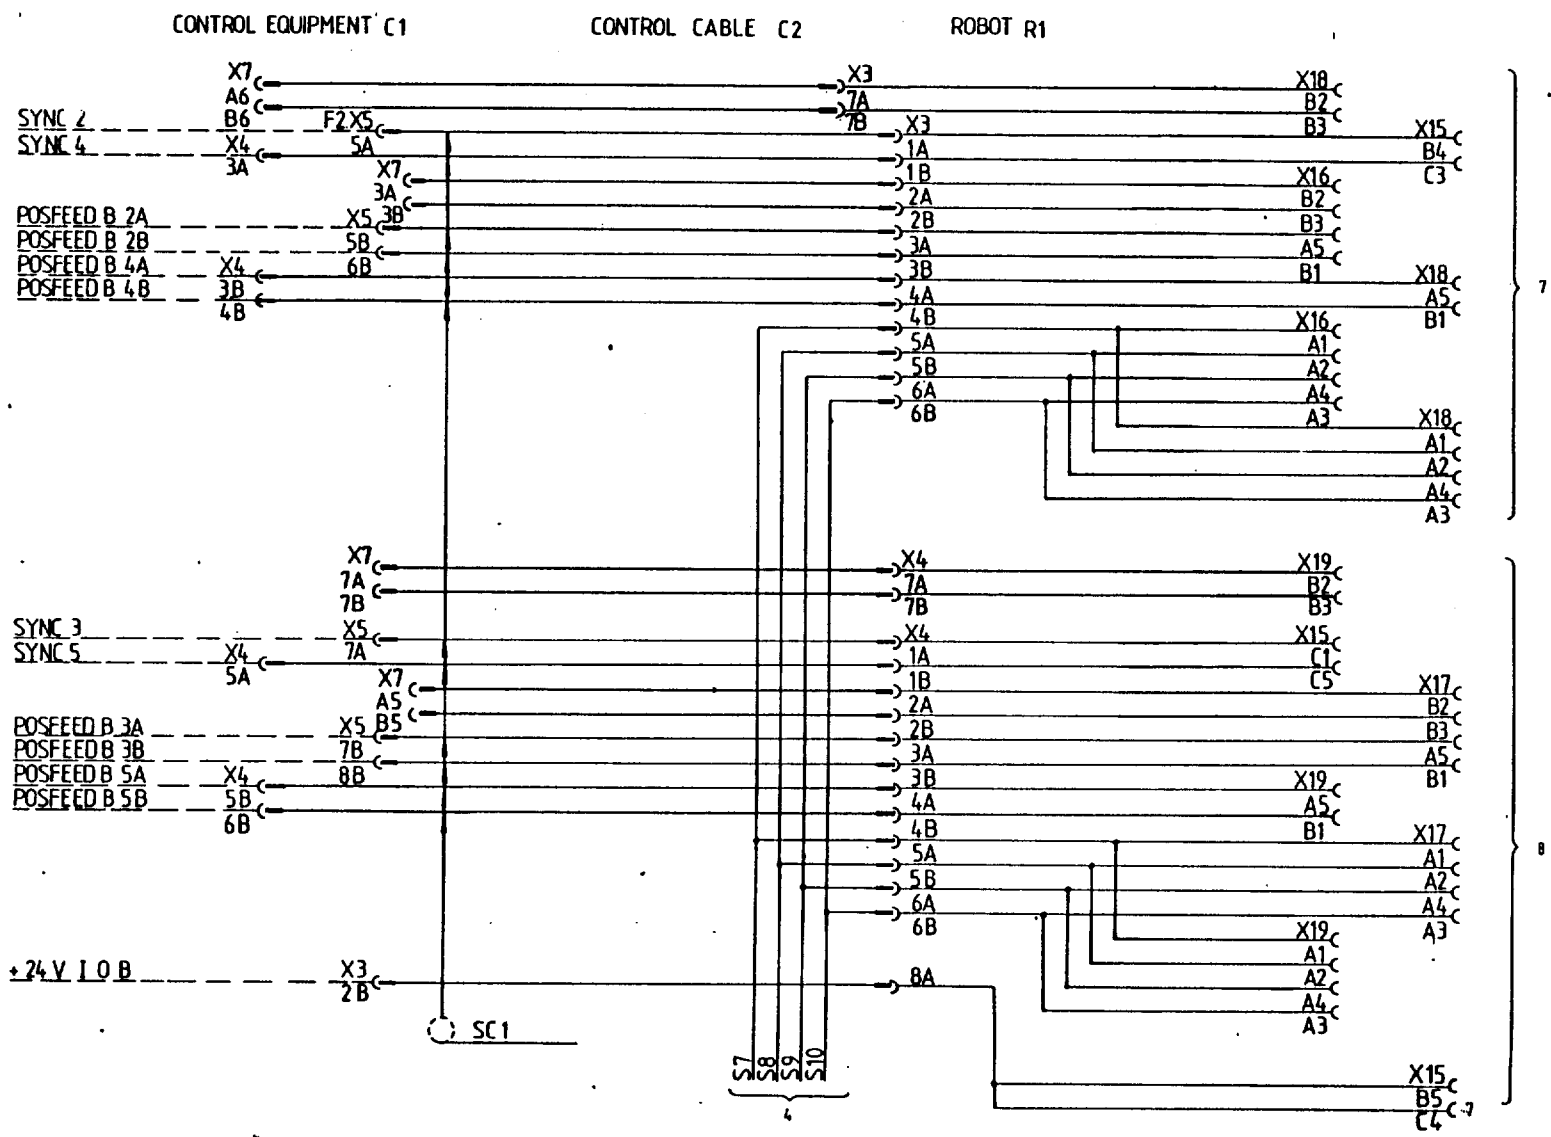 CONTROL EQUIPMENT C1 CONTROL CABLE C2 ROBOT R1
X7 X3 X18
A6 7A B2
SYNC 2 B6 F2 X5 7B X3 B3 X15
SYNC 4 X4 5A 1A B4
3A X7 1B X16 C3
3A 2A B2
POSFEED B 2A X5 3B 2B B3
POSFEED B 2B 5B 3A A5
POSFEED B 4A X4 6B 3B B1 X18
POSFEED B 4B 3B 4A A5 7
4B 4B X16 B1
5A A1
5B A2
6A A4
6B A3 X18
A1
A2
A4
A3
X7 X4 X19
7A 7A B2
7B 7B B3
SYNC 3 X5 X4 X15
SYNC 5 X4 7A 1A C1
5A X7 1B C5 X17
A5 2A B2
POSFEED B 3A X5 B5 2B B3
POSFEED B 3B 7B 3A A5
POSFEED B 5A X4 8B 3B X19 B1
POSFEED B 5B 5B 4A A5
6B 4B B1 X17
5A A1 8
5B A2
6A A4
6B X19 A3
A1
+24V I O B X3 8A A2
2B A4
SC1 A3
S7 S8 S9 S10
4
X15
B5
C4 7